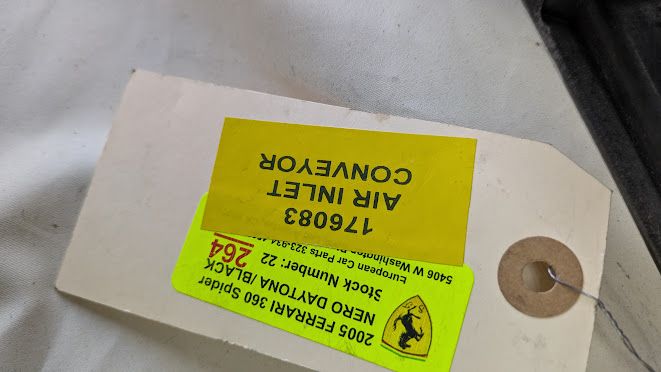 2005 FERRARI 360 Spider
NERO DAYTONA /BLACK
Stock Number: 22 264
European Car Parts
5406 W Washington
176083
AIR INLET
CONVEYOR